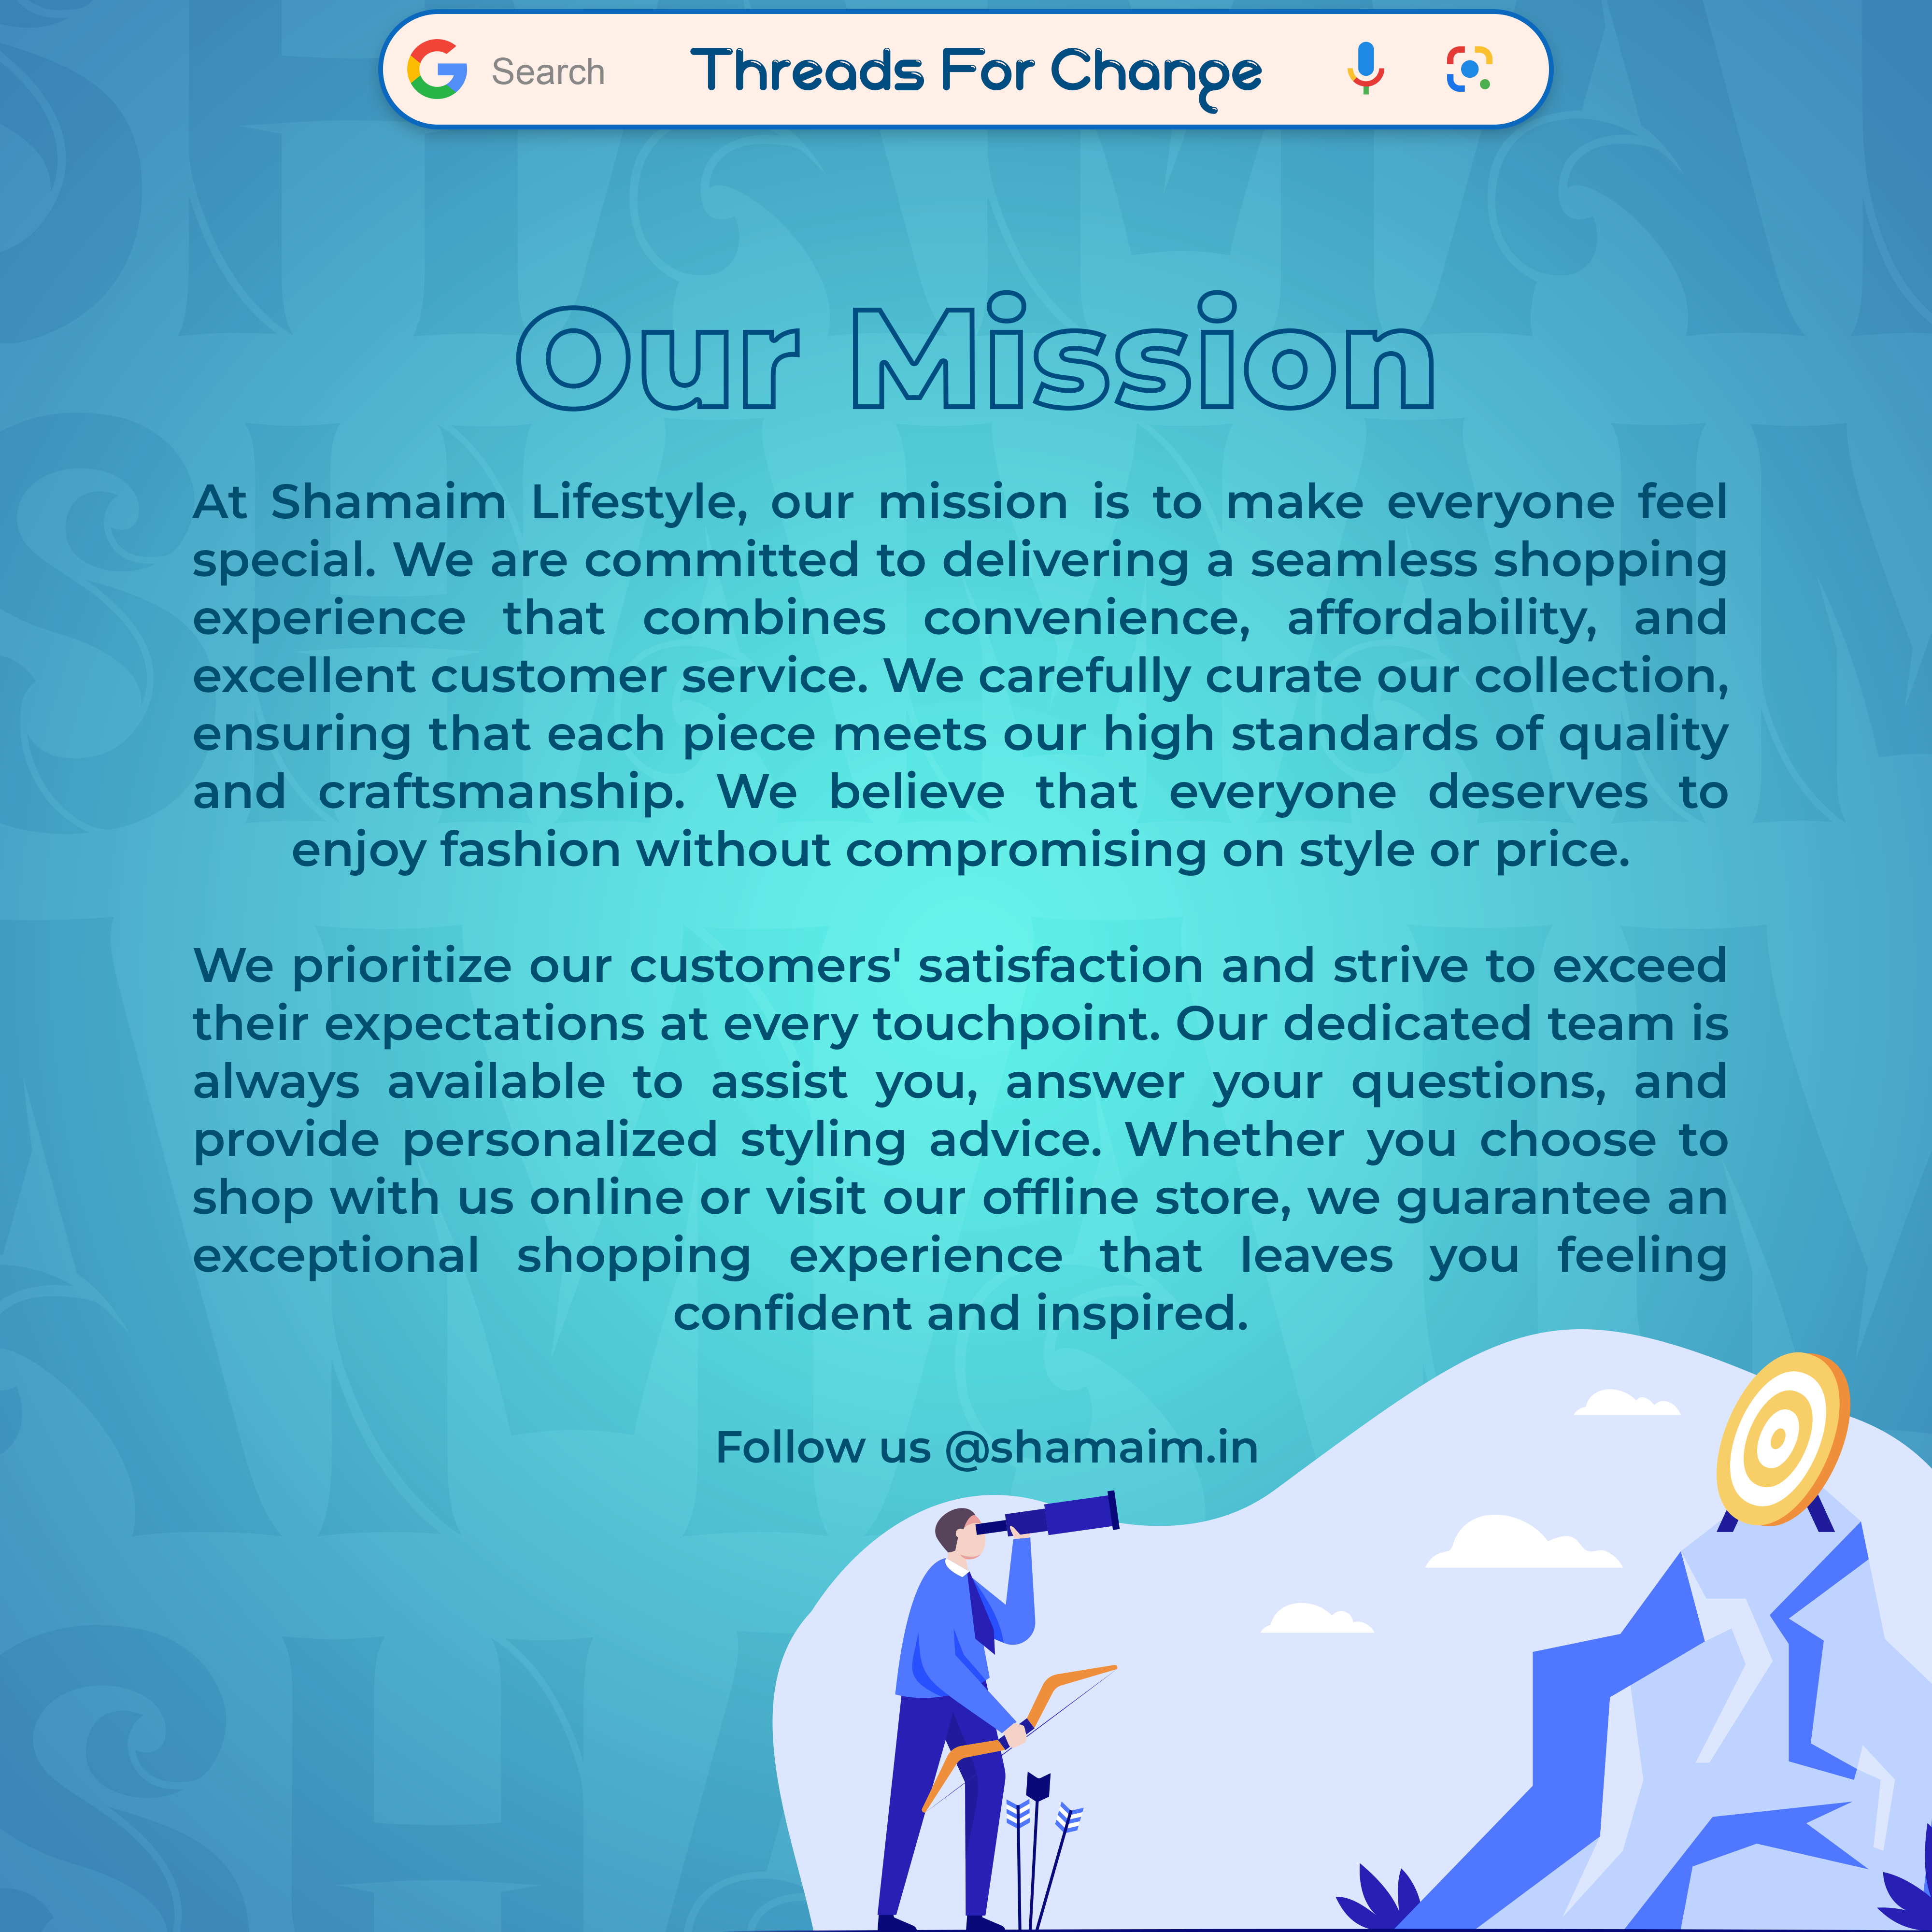 Search Threads For Change
Our Mission
At Shamaim Lifestyle, our mission is to make everyone feel
special. We are committed to delivering a seamless shopping
experience that combines convenience, affordability, and
excellent customer service. We carefully curate our collection,
ensuring that each piece meets our high standards of quality
and craftsmanship. We believe that everyone deserves to
enjoy fashion without compromising on style or price.
We prioritize our customers' satisfaction and strive to exceed
their expectations at every touchpoint. Our dedicated team is
always available to assist you, answer your questions, and
provide personalized styling advice. Whether you choose to
shop with us online or visit our offline store, we guarantee an
exceptional shopping experience that leaves you feeling
confident and inspired.
Follow us @shamaim.in